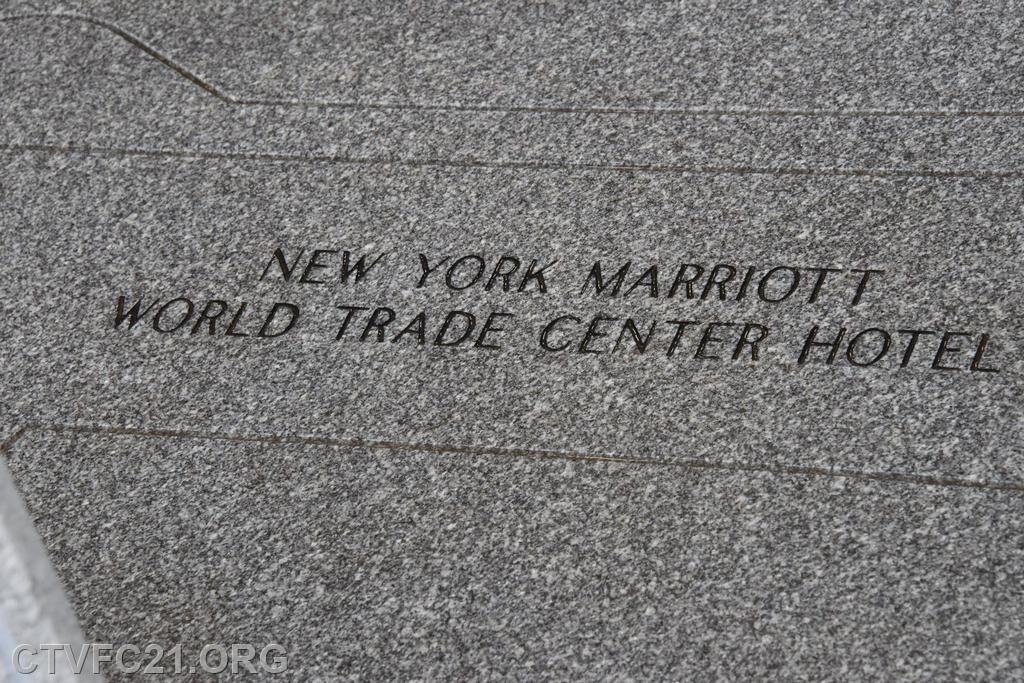 NEW YORK MARRIOTT
WORLD TRADE CENTER HOTEL
CTVFC21.ORG